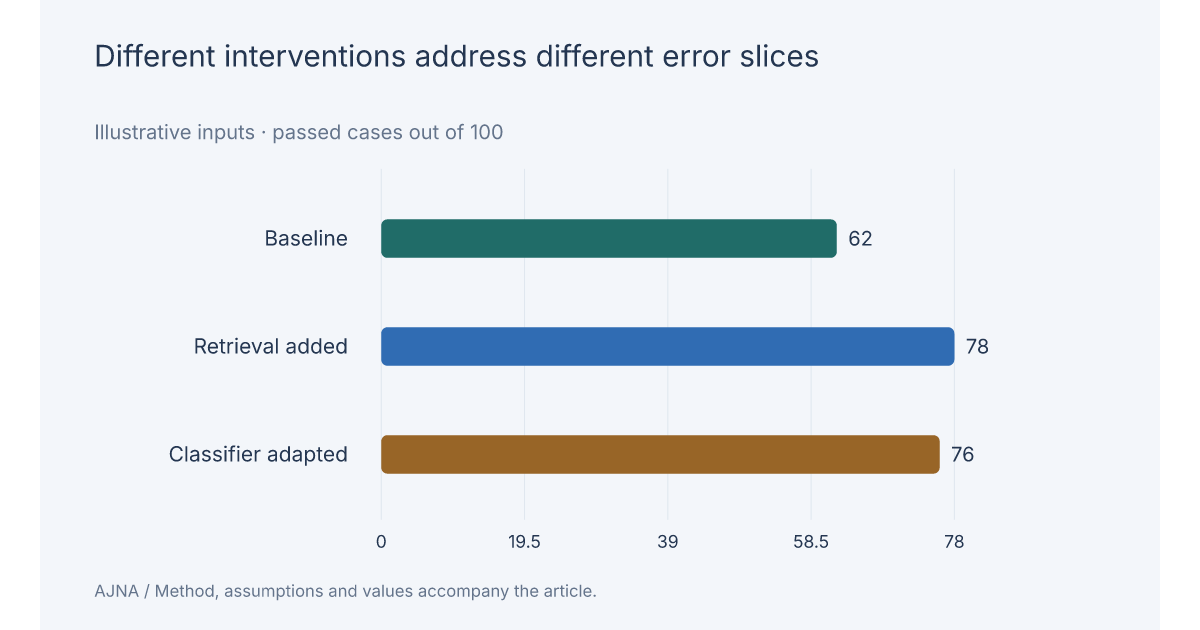 Different interventions address different error slices
Illustrative inputs · passed cases out of 100
Baseline 62
Retrieval added 78
Classifier adapted 76
0 19.5 39 58.5 78
AJNA / Method, assumptions and values accompany the article.